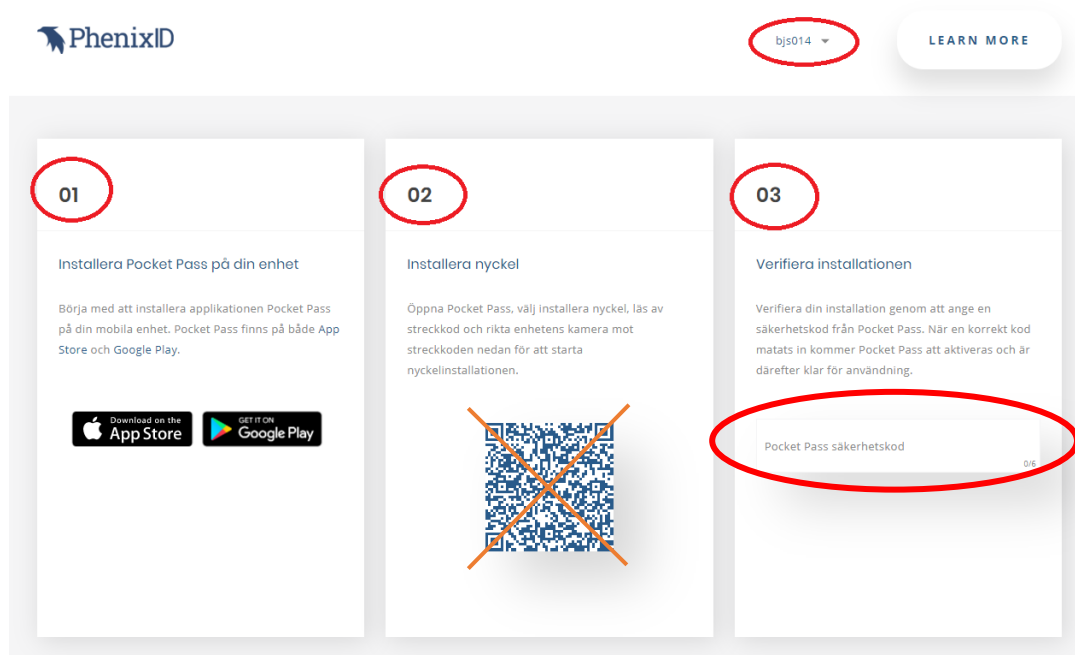 PhenixID
bjs014
LEARN MORE
01
Installera Pocket Pass på din enhet
Börja med att installera applikationen Pocket Pass
på din mobila enhet. Pocket Pass finns på både App
Store och Google Play.
Download on the
App Store
GET IT ON
Google Play
02
Installera nyckel
Öppna Pocket Pass, välj installera nyckel, läs av
streckkod och rikta enhetens kamera mot
streckkoden nedan för att starta
nyckelinstallationen.
03
Verifiera installationen
Verifiera din installation genom att ange en
säkerhetskod från Pocket Pass. När en korrekt kod
matats in kommer Pocket Pass att aktiveras och är
därefter klar för användning.
Pocket Pass säkerhetskod
0/6